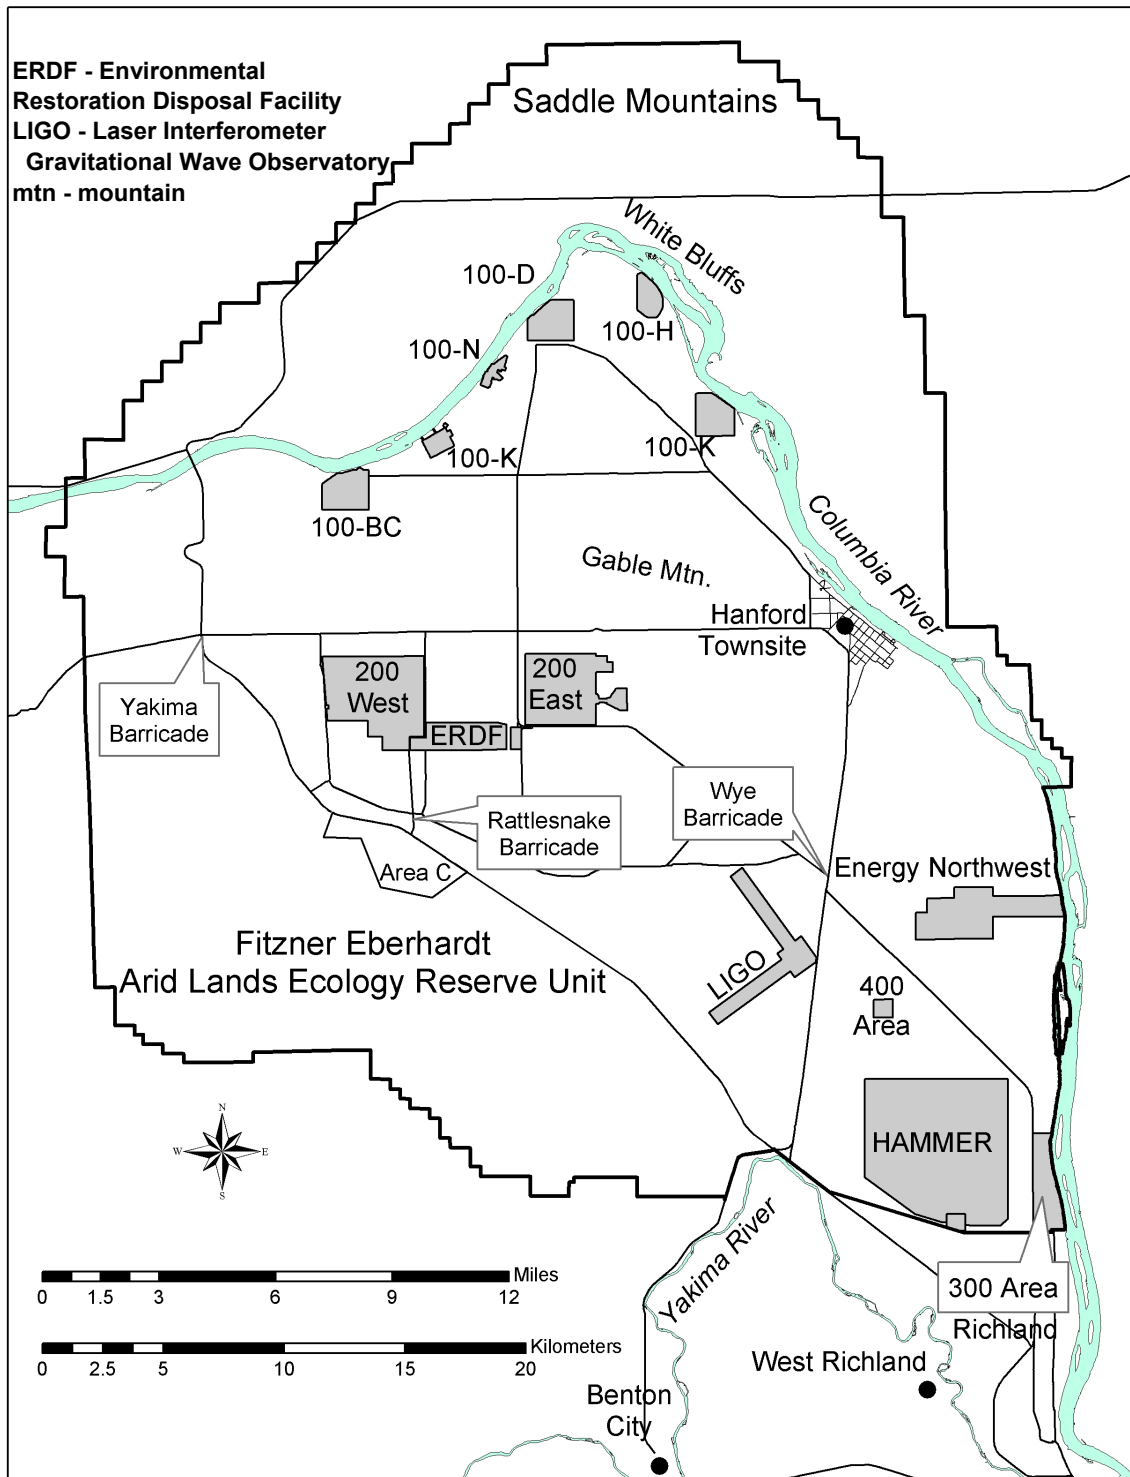 ERDF - Environmental
Restoration Disposal Facility
LIGO - Laser Interferometer
Gravitational Wave Observatory
mtn - mountain
Saddle Mountains
White Bluffs
100-D
100-H
100-N
100-K
100-K
100-BC
Columbia River
Gable Mtn.
Hanford
Townsite
200
West
200
East
Yakima
Barricade
ERDF
Wye
Barricade
Rattlesnake
Barricade
Area C
Energy Northwest
Fitzner Eberhardt
Arid Lands Ecology Reserve Unit
LIGO
400
Area
N
W
E
S
HAMMER
Yakima River
Miles
0 1.5 3 6 9 12
300 Area
Richland
Kilometers
0 2.5 5 10 15 20
West Richland
Benton
City